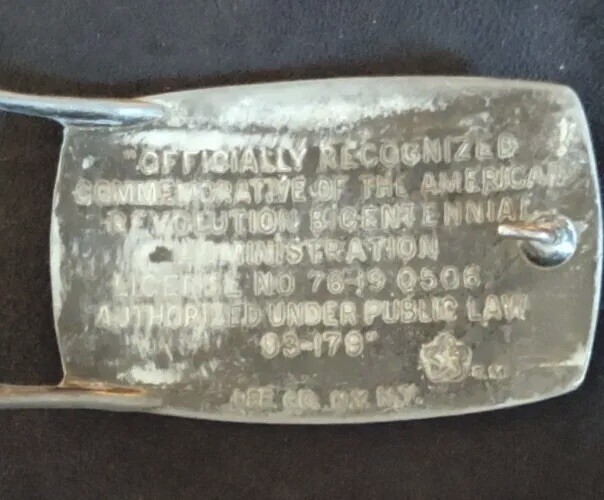 "OFFICIALLY RECOGNIZED
COMMEMORATIVE OF THE AMERICAN
REVOLUTION BICENTENNIAL
ADMINISTRATION
LICENSE NO 76-19 0506
AUTHORIZED UNDER PUBLIC LAW
93-179"
CO. N.Y. N.Y.